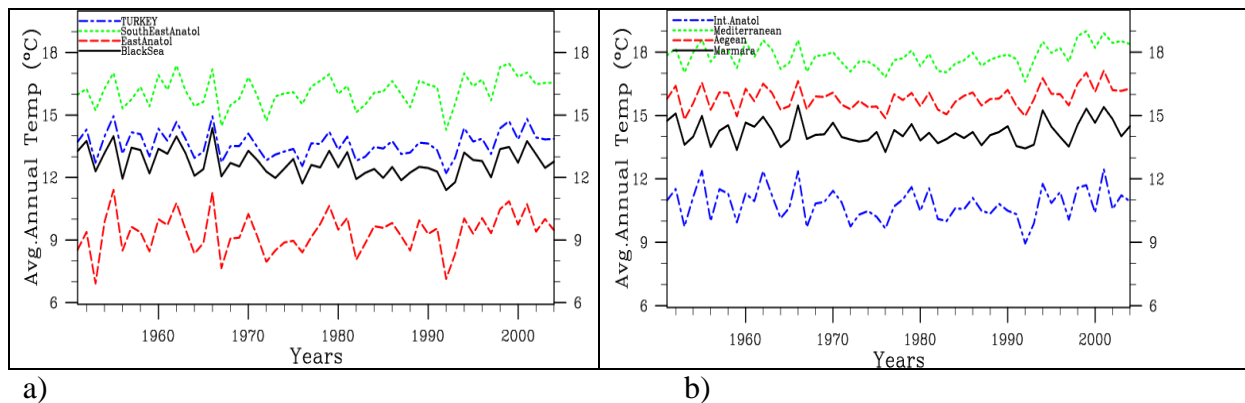 Avg.Annual Temp (°C)
TURKEY
SouthEastAnatol
EastAnatol
BlackSea
18 18
15 15
12 12
9 9
6 6
1960 1970 1980 1990 2000
Years
a)
Avg.Annual Temp (°C)
Int.Anatol
Mediterranean
Aegean
Marmara
18 18
15 15
12 12
9 9
6 6
1960 1970 1980 1990 2000
Years
b)